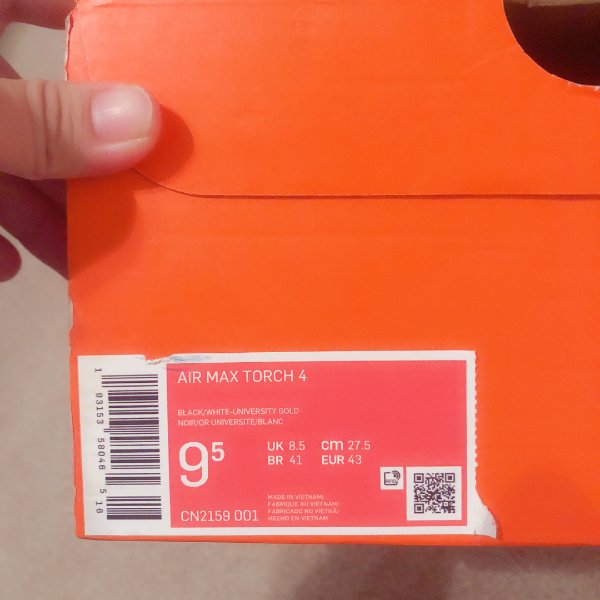 AIR MAX TORCH 4
BLACK/WHITE-UNIVERSITY GOLD
NOIR/OR UNIVERSITE/BLANC
9⁵
UK 8.5 cm 27.5
BR 41 EUR 43
CN2159 001
MADE IN VIETNAM/
FABRIQUE AU VIETNAM/
FABRICADO NO VIETNÃ/
HECHO EN VIETNAM
RFID
1 93153 58046 5 16